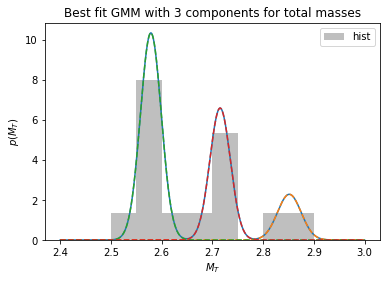 Best fit GMM with 3 components for total masses
hist
10
8
6
4
2
0
p(M_T)
2.4 2.5 2.6 2.7 2.8 2.9 3.0
M_T